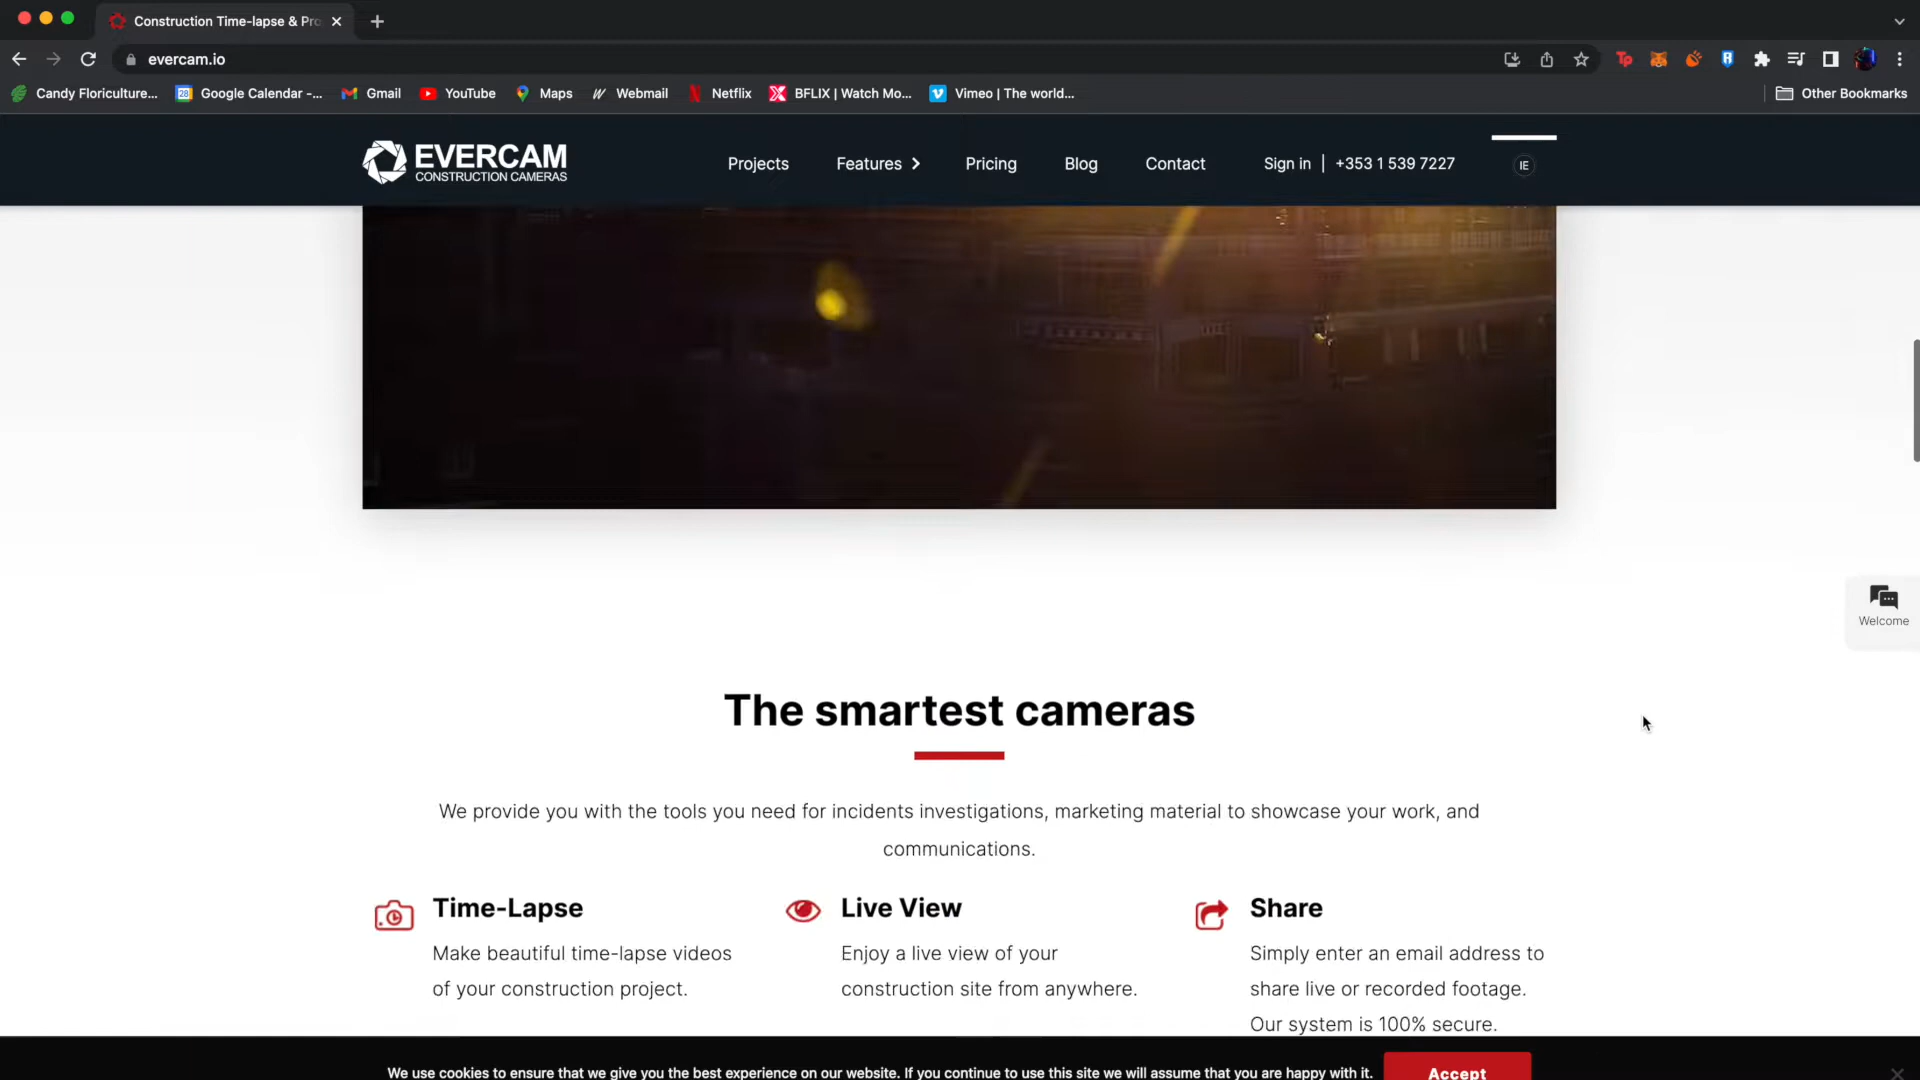 Construction Time-lapse & Pro
evercam.io
Candy Floriculture...
28
Google Calendar -...
Gmail
YouTube
Maps
Webmail
Netflix
BFLIX | Watch Mo...
Vimeo | The world...
Other Bookmarks
EVERCAM
CONSTRUCTION CAMERAS
Projects
Features
Pricing
Blog
Contact
Sign in | +353 1 539 7227
IE
Welcome
The smartest cameras
We provide you with the tools you need for incidents investigations, marketing material to showcase your work, and
communications.
Time-Lapse
Make beautiful time-lapse videos
of your construction project.
Live View
Enjoy a live view of your
construction site from anywhere.
Share
Simply enter an email address to
share live or recorded footage.
Our system is 100% secure.
We use cookies to ensure that we give you the best experience on our website. If you continue to use this site we will assume that you are happy with it.
Accept